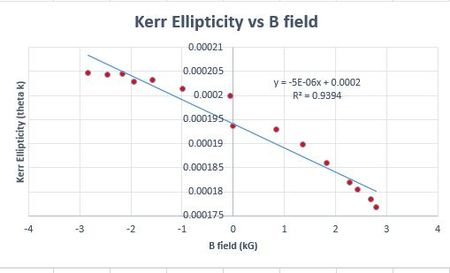 Kerr Ellipticity vs B field
0.00021
0.000205
0.0002
0.000195
0.00019
0.000185
0.00018
0.000175
y = -5E-06x + 0.0002
R² = 0.9394
Kerr Ellipticity (theta k)
-4 -3 -2 -1 0 1 2 3 4
B field (kG)